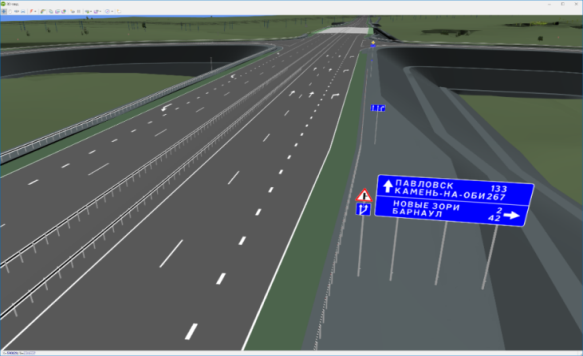 ПАВЛОВСК 133
КАМЕНЬ-НА-ОБИ 267
НОВЫЕ ЗОРИ 2
БАРНАУЛ 42